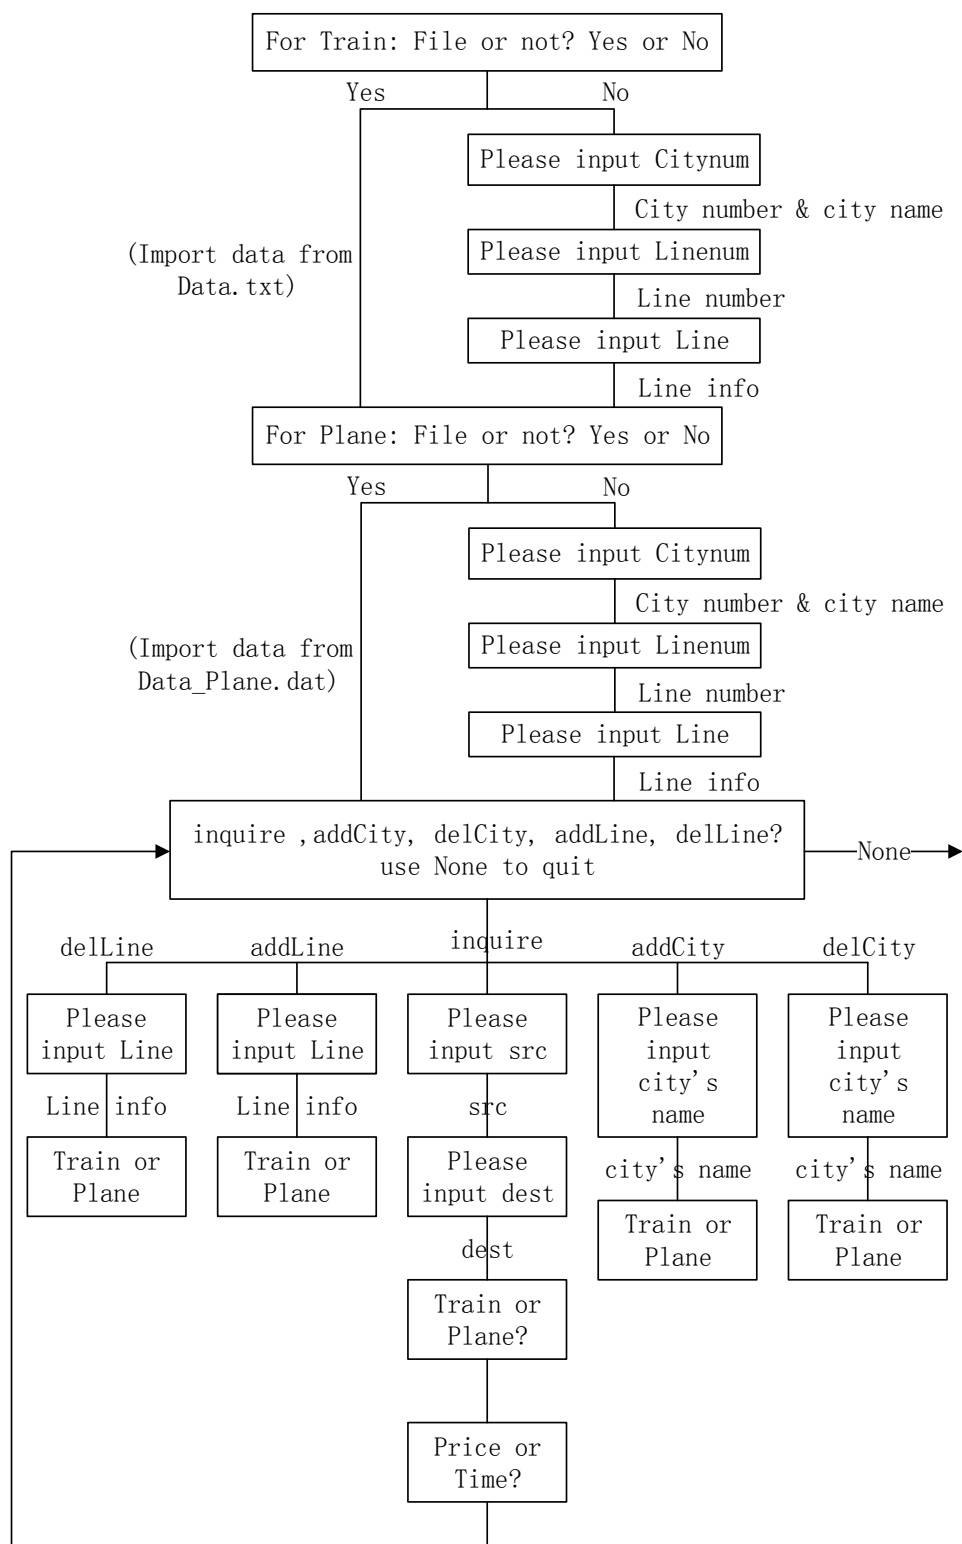 For Train: File or not? Yes or No
Yes
No
Please input Citynum
City number & city name
Please input Linenum
(Import data from
Data.txt)
Line number
Please input Line
Line info
For Plane: File or not? Yes or No
Yes
No
Please input Citynum
City number & city name
Please input Linenum
(Import data from
Data_Plane.dat)
Line number
Please input Line
Line info
inquire ,addCity, delCity, addLine, delLine?
use None to quit
None
delLine
addLine
inquire
addCity
delCity
Please
input Line
Line info
Train or
Plane
Please
input Line
Line info
Train or
Plane
Please
input src
src
Please
input dest
dest
Train or
Plane?
Price or
Time?
Please
input
city's
name
city's name
Train or
Plane
Please
input
city's
name
city's name
Train or
Plane